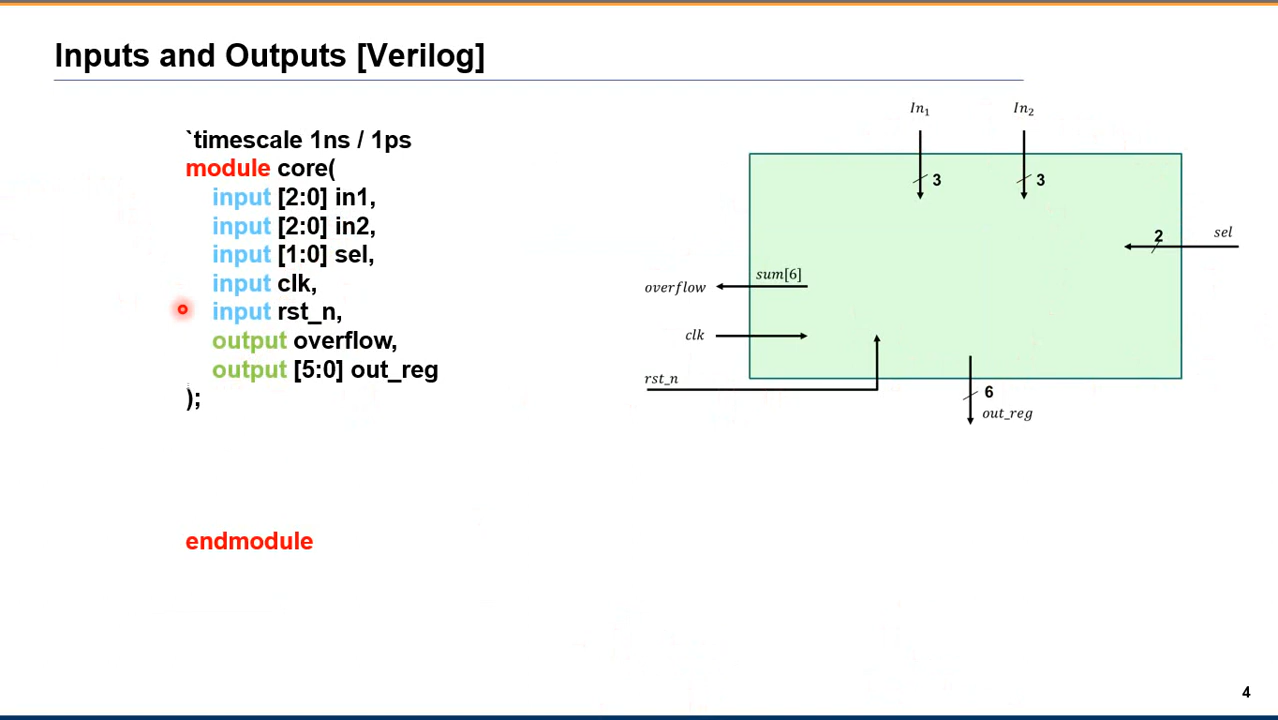 Inputs and Outputs [Verilog]
`timescale 1ns / 1ps
module core(
input [2:0] in1,
input [2:0] in2,
input [1:0] sel,
input clk,
input rst_n,
output overflow,
output [5:0] out_reg
);
endmodule
In₁
In₂
3
3
2
sel
sum[6]
overflow
clk
rst_n
6
out_reg
4